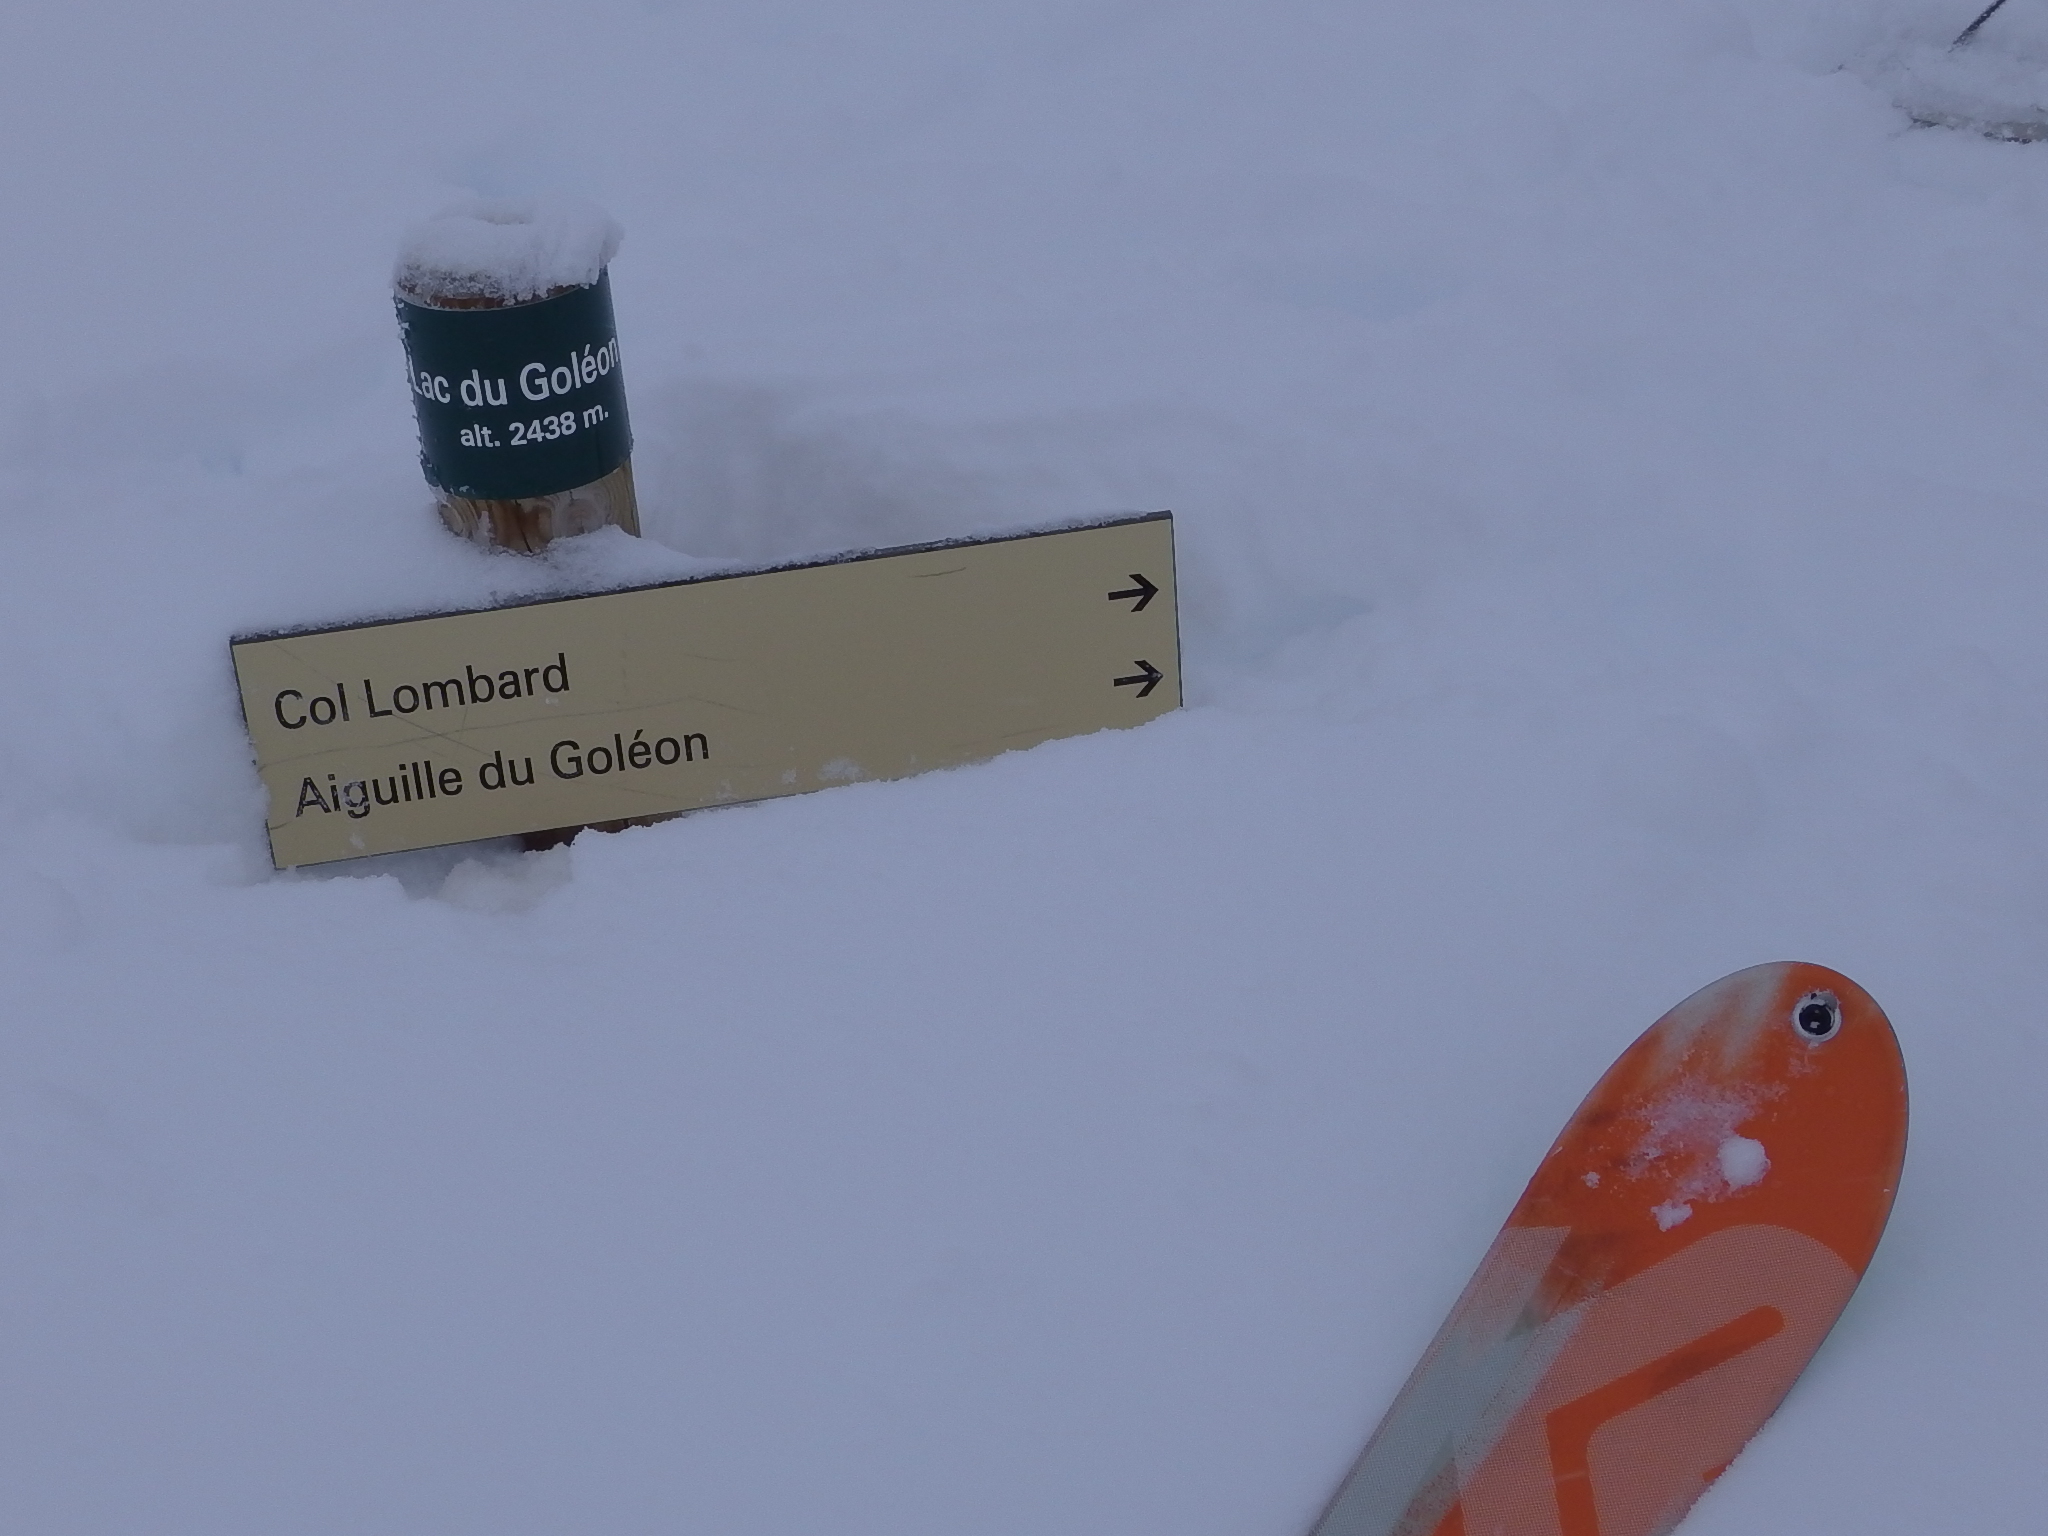 Lac du Goléon
alt. 2438 m.
→
Col Lombard →
Aiguille du Goléon